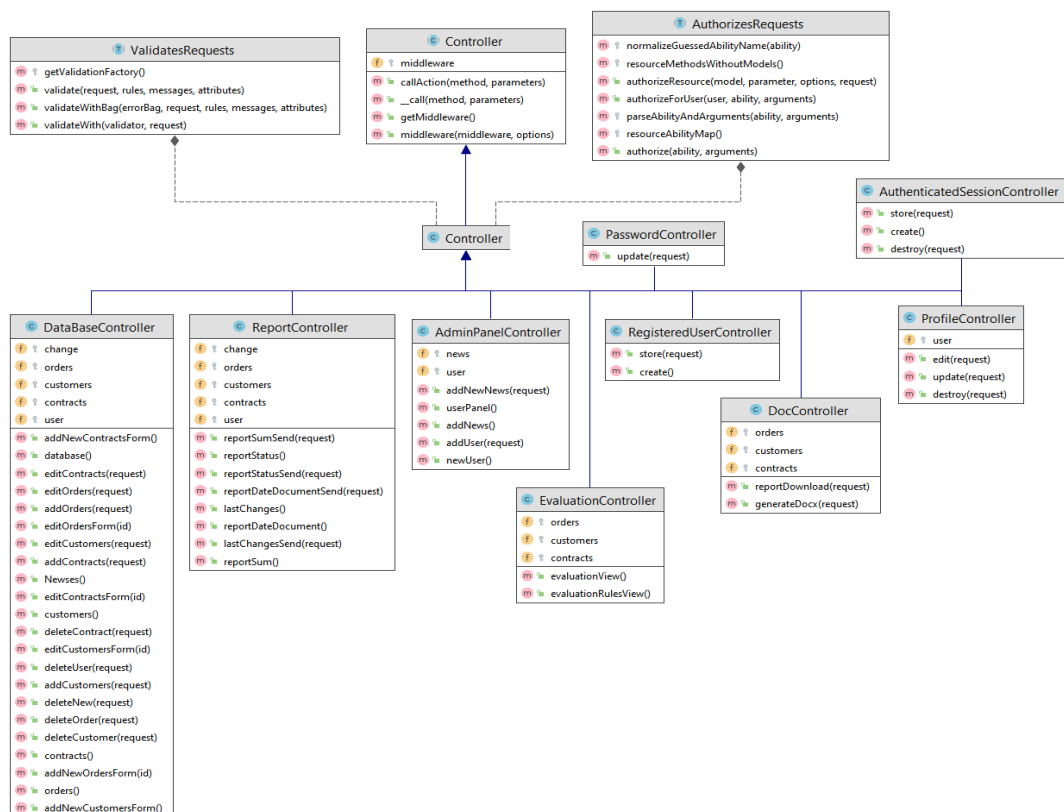 ValidatesRequests
getValidationFactory()
validate(request, rules, messages, attributes)
validateWithBag(errorBag, request, rules, messages, attributes)
validateWith(validator, request)
Controller
middleware
callAction(method, parameters)
__call(method, parameters)
getMiddleware()
middleware(middleware, options)
AuthorizesRequests
normalizeGuessedAbilityName(ability)
resourceMethodsWithoutModels()
authorizeResource(model, parameter, options, request)
authorizeForUser(user, ability, arguments)
parseAbilityAndArguments(ability, arguments)
resourceAbilityMap()
authorize(ability, arguments)
Controller
PasswordController
update(request)
AuthenticatedSessionController
store(request)
create()
destroy(request)
DataBaseController
change
orders
customers
contracts
user
addNewContractsForm()
database()
editContracts(request)
editOrders(request)
addOrders(request)
editOrdersForm(id)
editCustomers(request)
addContracts(request)
Newses()
editContractsForm(id)
customers()
deleteContract(request)
editCustomersForm(id)
deleteUser(request)
addCustomers(request)
deleteNew(request)
deleteOrder(request)
deleteCustomer(request)
contracts()
addNewOrdersForm(id)
orders()
addNewCustomersForm()
ReportController
change
orders
customers
contracts
user
reportSumSend(request)
reportStatus()
reportStatusSend(request)
reportDateDocumentSend(request)
lastChanges()
reportDateDocument()
lastChangesSend(request)
reportSum()
AdminPanelController
news
user
addNewNews(request)
userPanel()
addNews()
addUser(request)
newUser()
EvaluationController
orders
customers
contracts
evaluationView()
evaluationRulesView()
RegisteredUserController
store(request)
create()
DocController
orders
customers
contracts
reportDownload(request)
generateDocx(request)
ProfileController
user
edit(request)
update(request)
destroy(request)